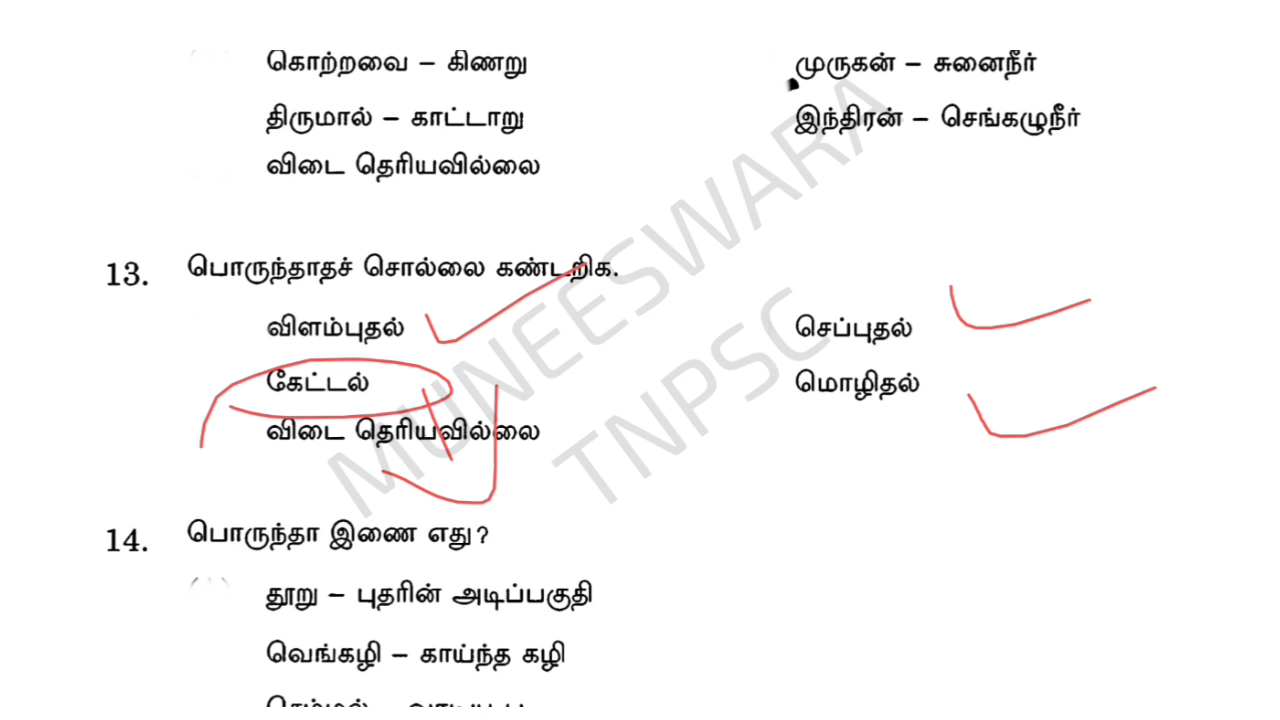 கொற்றவை – கிணறு முருகன் – சுனைநீர்
திருமால் – காட்டாறு இந்திரன் – செங்கழுநீர்
விடை தெரியவில்லை
13. பொருந்தாதச் சொல்லை கண்டறிக.
விளம்புதல் செப்புதல்
கேட்டல் மொழிதல்
விடை தெரியவில்லை
14. பொருந்தா இணை எது?
தூறு – புதரின் அடிப்பகுதி
வெங்கழி – காய்ந்த கழி
MUNEESWARA
TNPSC